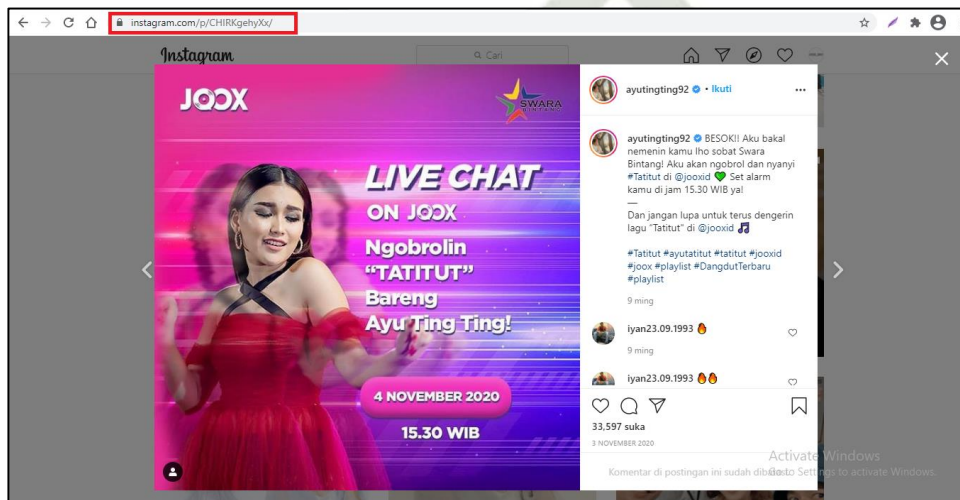 instagram.com/p/CHIRKgehyXx/
Instagram
Cari
JOOX
SWARA
BINTANG
LIVE CHAT
ON JOOX
Ngobrolin
“TATITUT”
Bareng
Ayu Ting Ting!
4 NOVEMBER 2020
15.30 WIB
ayutingting92 • Ikuti
ayutingting92 BESOK!! Aku bakal
nemenin kamu lho sobat Swara
Bintang! Aku akan ngobrol dan nyanyi
#Tatitut di @jooxid 💚 Set alarm
kamu di jam 15.30 WIB ya!
—
Dan jangan lupa untuk terus dengerin
lagu "Tatitut" di @jooxid 🎵
#Tatitut #ayutatitut #tatitut #jooxid
#joox #playlist #DangdutTerbaru
#playlist
9 ming
iyan23.09.1993 🔥
9 ming
iyan23.09.1993 🔥🔥
33,597 suka
3 NOVEMBER 2020
Komentar di postingan ini sudah
Activate Windows
to Settings to activate Windows.